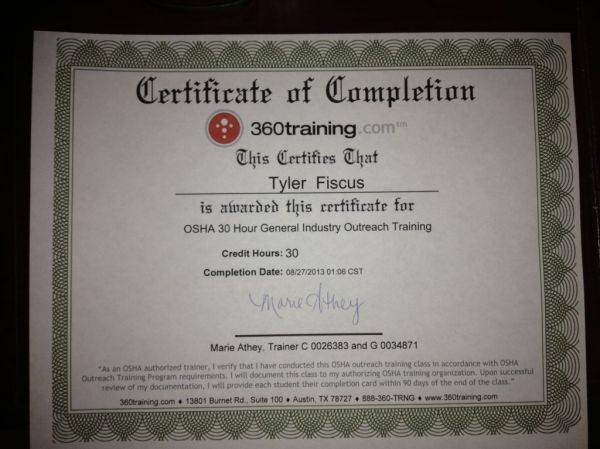 Certificate of Completion
360training.com™
This Certifies That
Tyler Fiscus
is awarded this certificate for
OSHA 30 Hour General Industry Outreach Training
Credit Hours: 30
Completion Date: 08/27/2013 01:06 CST
Marie Athey
Marie Athey, Trainer C 0026383 and G 0034871
"As an OSHA authorized trainer, I verify that I have conducted this OSHA outreach training class in accordance with OSHA
Outreach Training Program requirements. I will document this class to my authorizing OSHA training organization. Upon successful
review of my documentation, I will provide each student their completion card within 90 days of the end of the class."
360training.com ♦ 13801 Burnet Rd., Suite 100 ♦ Austin, TX 78727 ♦ 888-360-TRNG ♦ www.360training.com